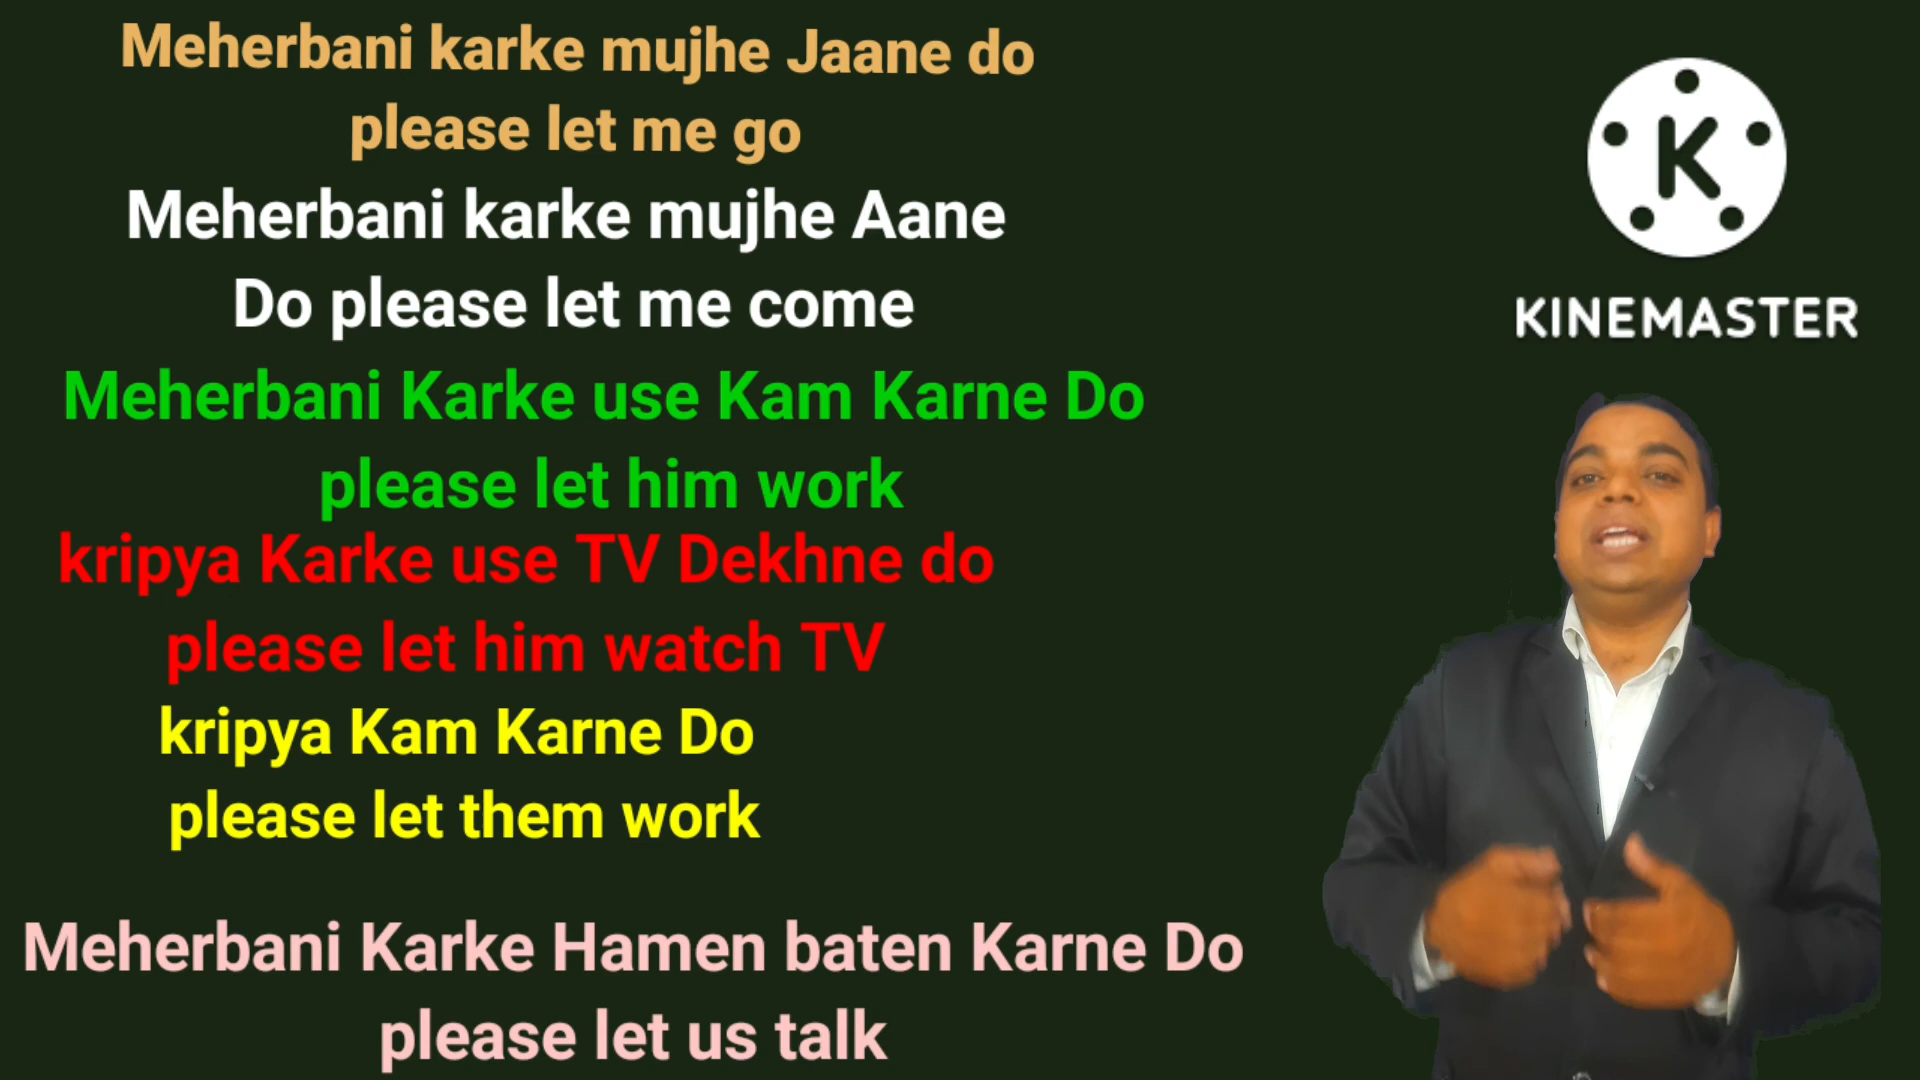 Meherbani karke mujhe Jaane do
please let me go
Meherbani karke mujhe Aane
Do please let me come
Meherbani Karke use Kam Karne Do
please let him work
kripya Karke use TV Dekhne do
please let him watch TV
kripya Kam Karne Do
please let them work
Meherbani Karke Hamen baten Karne Do
please let us talk
K
KINEMASTER